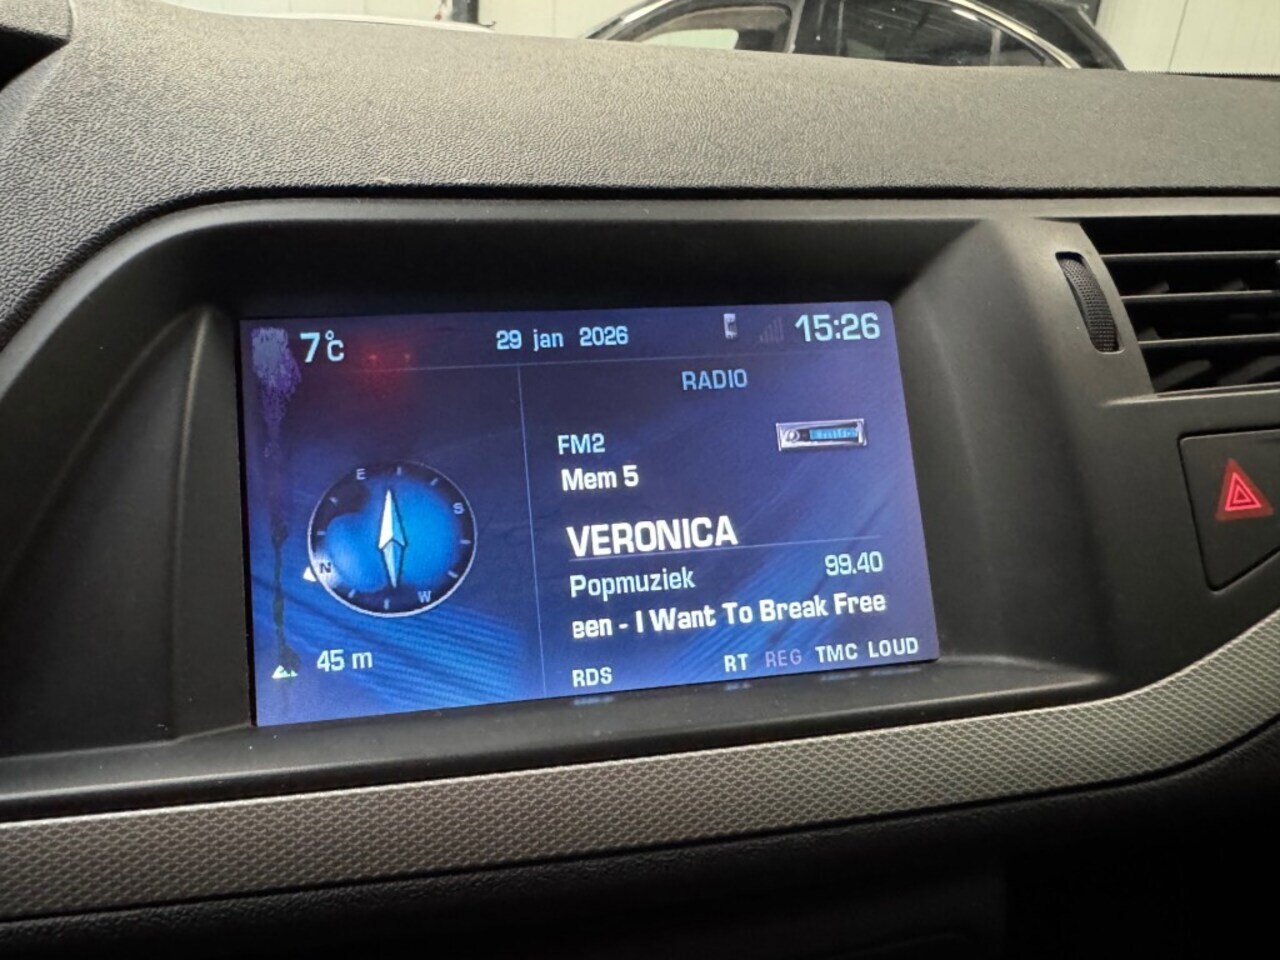 7°C
29 jan 2026
15:26
RADIO
FM2
Mem 5
VERONICA
Popmuziek
99.40
een - I Want To Break Free
RDS
RT REG TMC LOUD
E
S
N
W
45 m